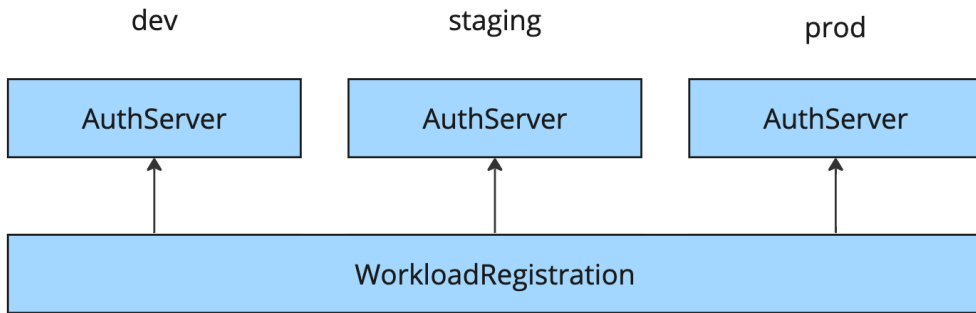 dev
staging
prod
AuthServer
AuthServer
AuthServer
WorkloadRegistration